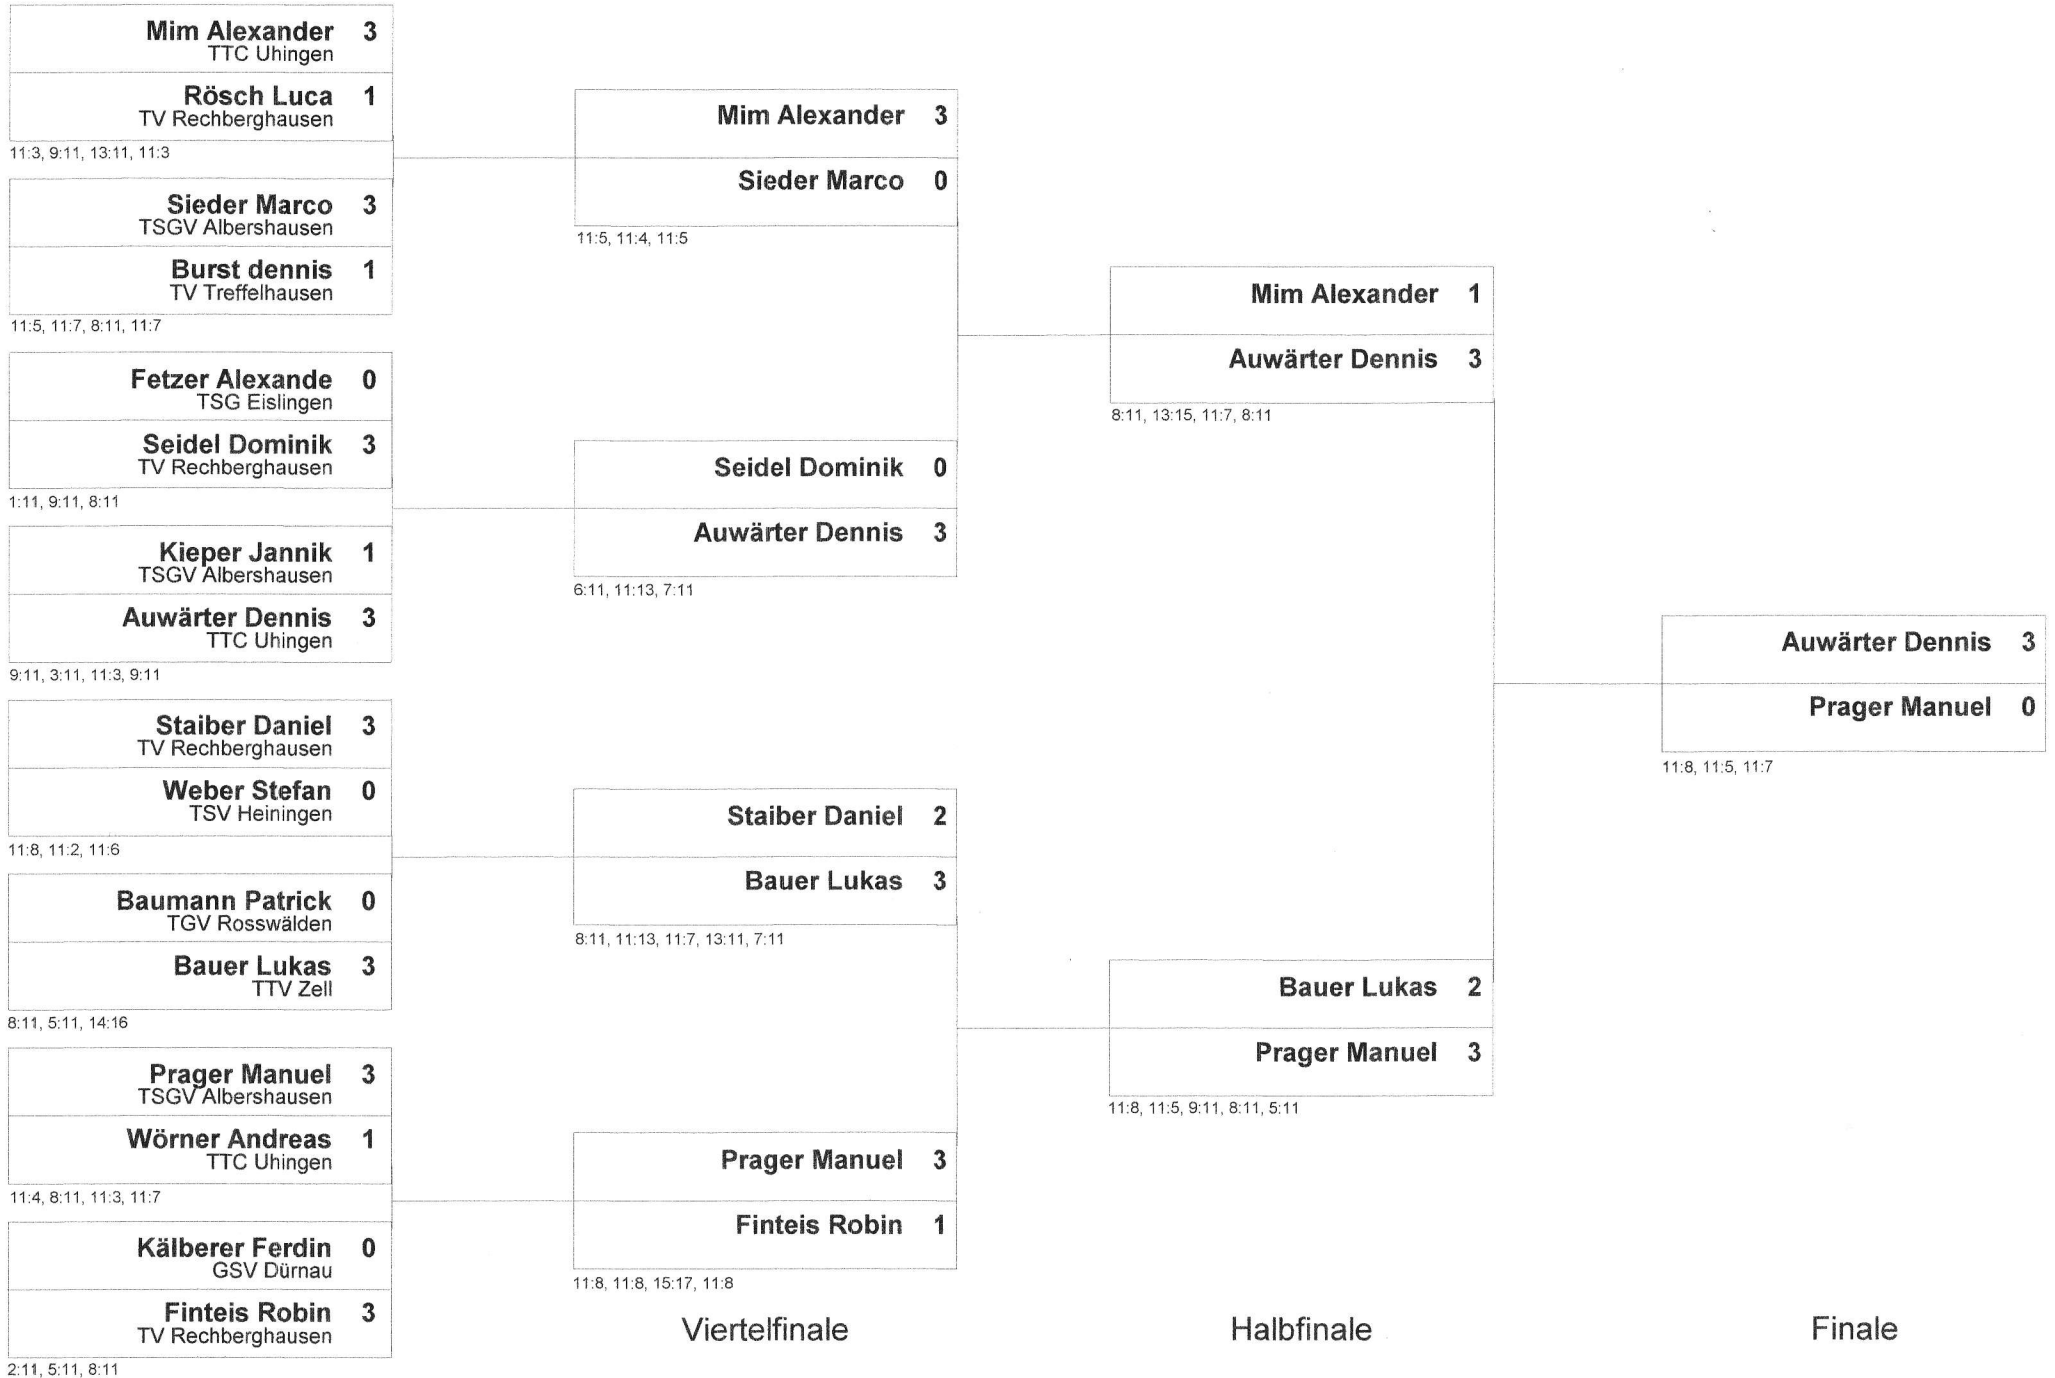 Mim Alexander 3
TTC Uhingen
Rösch Luca 1
TV Rechberghausen
11:3, 9:11, 13:11, 11:3
Sieder Marco 3
TSGV Albershausen
Burst dennis 1
TV Treffelhausen
11:5, 11:7, 8:11, 11:7
Fetzer Alexande 0
TSG Eislingen
Seidel Dominik 3
TV Rechberghausen
1:11, 9:11, 8:11
Kieper Jannik 1
TSGV Albershausen
Auwärter Dennis 3
TTC Uhingen
9:11, 3:11, 11:3, 9:11
Staiber Daniel 3
TV Rechberghausen
Weber Stefan 0
TSV Heiningen
11:8, 11:2, 11:6
Baumann Patrick 0
TGV Rosswälden
Bauer Lukas 3
TTV Zell
8:11, 5:11, 14:16
Prager Manuel 3
TSGV Albershausen
Wörner Andreas 1
TTC Uhingen
11:4, 8:11, 11:3, 11:7
Kälberer Ferdin 0
GSV Dürnau
Finteis Robin 3
TV Rechberghausen
2:11, 5:11, 8:11
Mim Alexander 3
Sieder Marco 0
11:5, 11:4, 11:5
Seidel Dominik 0
Auwärter Dennis 3
6:11, 11:13, 7:11
Staiber Daniel 2
Bauer Lukas 3
8:11, 11:13, 11:7, 13:11, 7:11
Prager Manuel 3
Finteis Robin 1
11:8, 11:8, 15:17, 11:8
Viertelfinale
Mim Alexander 1
Auwärter Dennis 3
8:11, 13:15, 11:7, 8:11
Bauer Lukas 2
Prager Manuel 3
11:8, 11:5, 9:11, 8:11, 5:11
Halbfinale
Auwärter Dennis 3
Prager Manuel 0
11:8, 11:5, 11:7
Finale